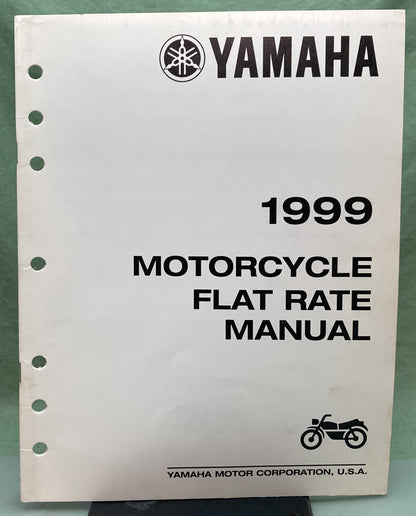 YAMAHA
1999
MOTORCYCLE
FLAT RATE
MANUAL
YAMAHA MOTOR CORPORATION, U.S.A.